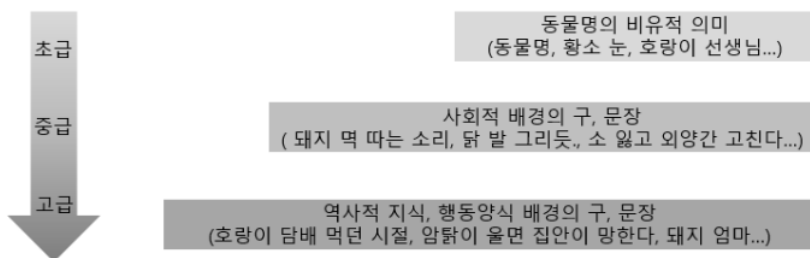 초급
동물명의 비유적 의미
(동물명, 황소 눈, 호랑이 선생님...)
중급
사회적 배경의 구, 문장
( 돼지 멱 따는 소리, 닭 발 그리듯., 소 잃고 외양간 고친다...)
고급
역사적 지식, 행동양식 배경의 구, 문장
(호랑이 담배 먹던 시절, 암탉이 울면 집안이 망한다, 돼지 엄마...)